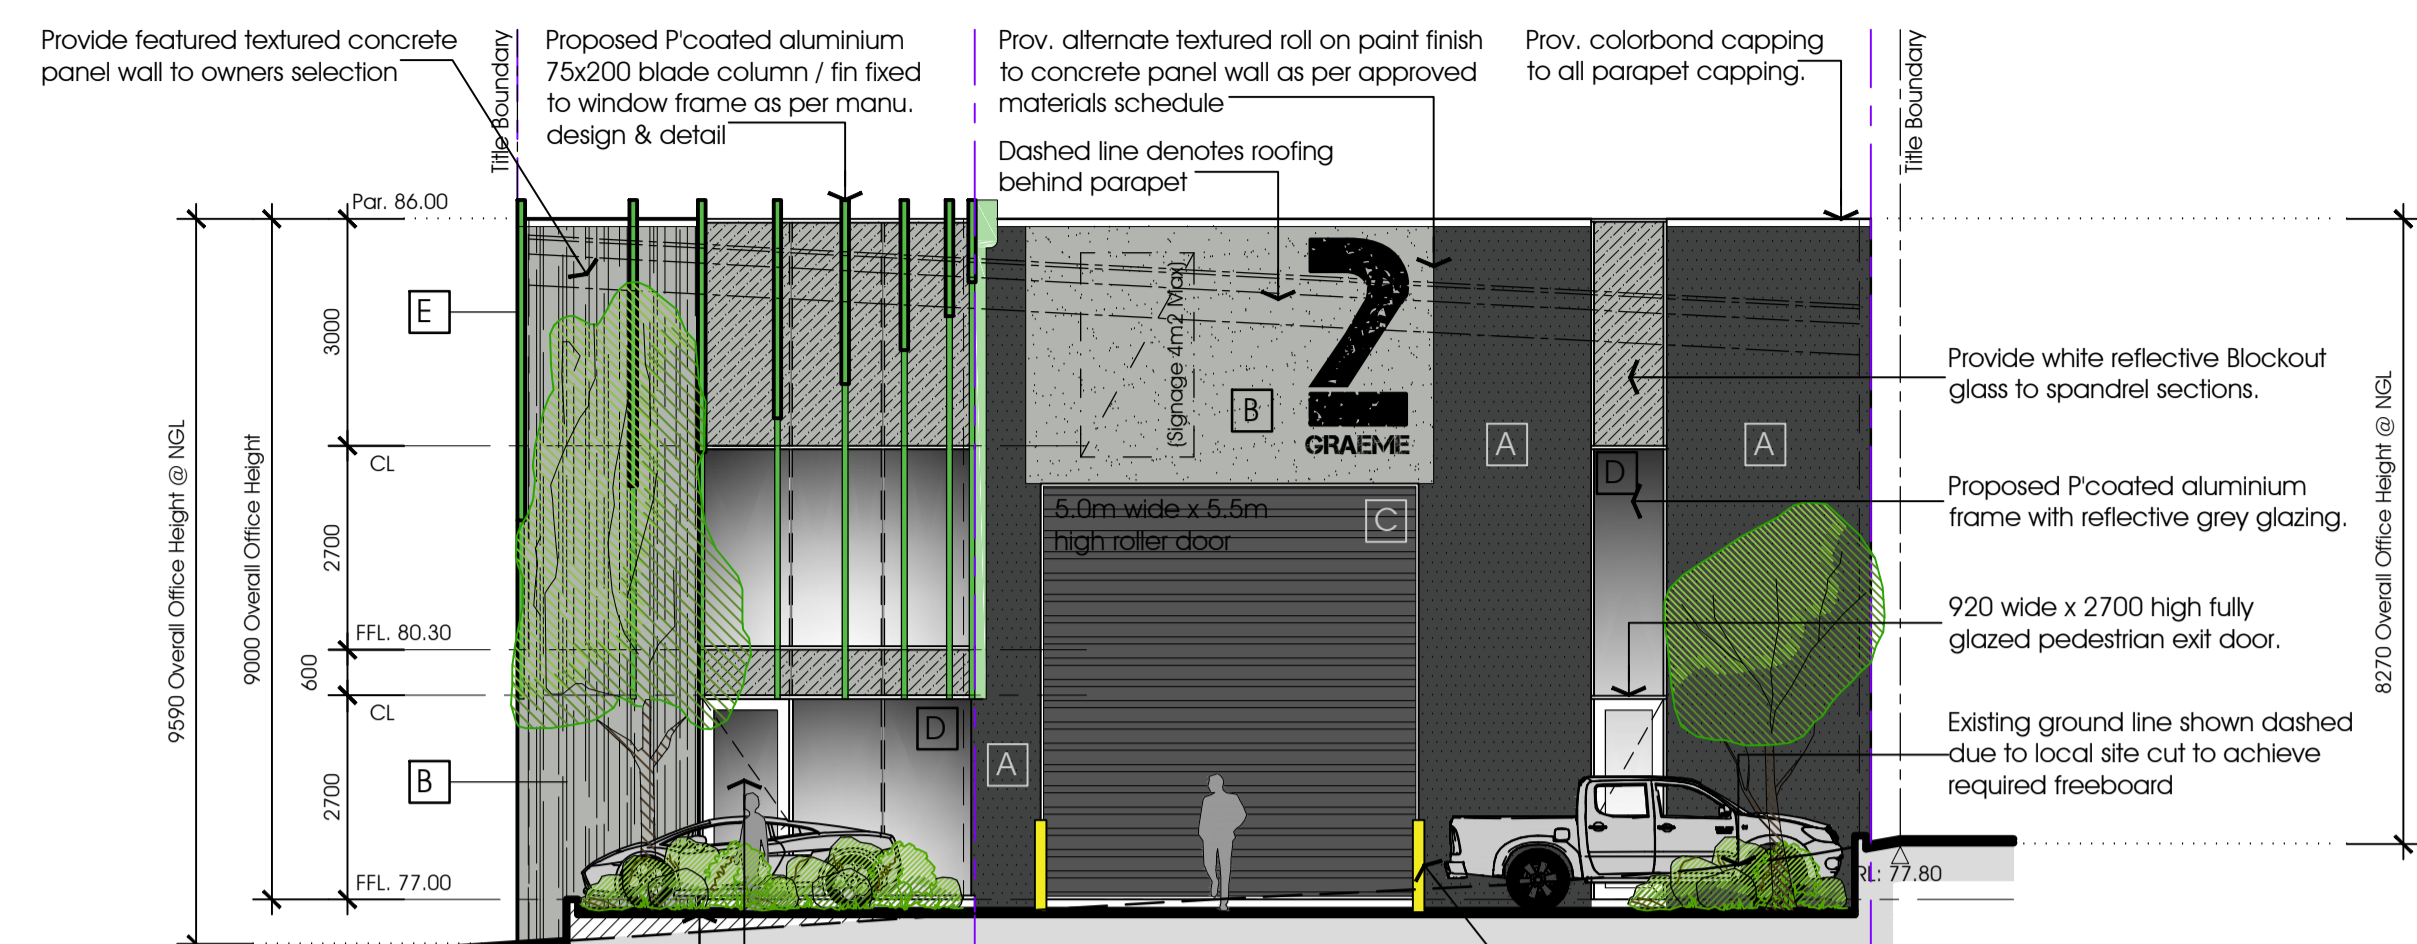 Provide featured textured concrete
panel wall to owners selection
Title Boundary
Proposed P'coated aluminium
75x200 blade column / fin fixed
to window frame as per manu.
design & detail
Prov. alternate textured roll on paint finish
to concrete panel wall as per approved
materials schedule
Dashed line denotes roofing
behind parapet
Prov. colorbond capping
to all parapet capping.
Title Boundary
Par. 86.00
E
3000
CL
2700
FFL. 80.30
600
CL
B
2700
FFL. 77.00
9590 Overall Office Height @ NGL
9000 Overall Office Height
(Signage 4m2 Max)
B
2
GRAEME
5.0m wide x 5.5m
high roller door
C
A
A
D
D
A
Provide white reflective Blockout
glass to spandrel sections.
Proposed P'coated aluminium
frame with reflective grey glazing.
920 wide x 2700 high fully
glazed pedestrian exit door.
Existing ground line shown dashed
due to local site cut to achieve
required freeboard
RL: 77.80
8270 Overall Office Height @ NGL